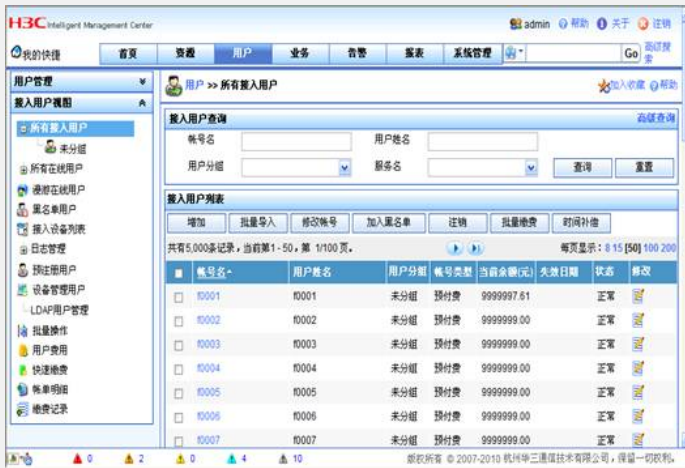 H3C Intelligent Management Center
admin 帮助 关于 注销
我的快捷 首页 资源 用户 业务 告警 报表 系统管理 Go 高级搜索
用户管理
接入用户视图
所有接入用户
未分组
所有在线用户
漫游在线用户
黑名单用户
接入设备列表
日志管理
预注册用户
设备管理用户
LDAP用户管理
批量操作
用户费用
快速缴费
帐单明细
缴费记录
用户 >> 所有接入用户 加入收藏 帮助
接入用户查询 高级查询
帐号名 用户姓名
用户分组 服务名 查询 重置
接入用户列表
增加 批量导入 修改帐号 加入黑名单 注销 批量缴费 时间补偿
共有5,000条记录，当前第1 - 50，第 1/100 页。 每页显示：8 15 [50] 100 200
帐号名 用户姓名 用户分组 帐号类型 当前余额(元) 失效日期 状态 修改
f0001 f0001 未分组 预付费 9999997.61 正常
f0002 f0002 未分组 预付费 9999999.00 正常
f0003 f0003 未分组 预付费 9999999.00 正常
f0004 f0004 未分组 预付费 9999999.00 正常
f0005 f0005 未分组 预付费 9999999.00 正常
f0006 f0006 未分组 预付费 9999999.00 正常
f0007 f0007 未分组 预付费 9999999.00 正常
0 2 0 4 10 版权所有 © 2007-2010 杭州华三通信技术有限公司，保留一切权利。